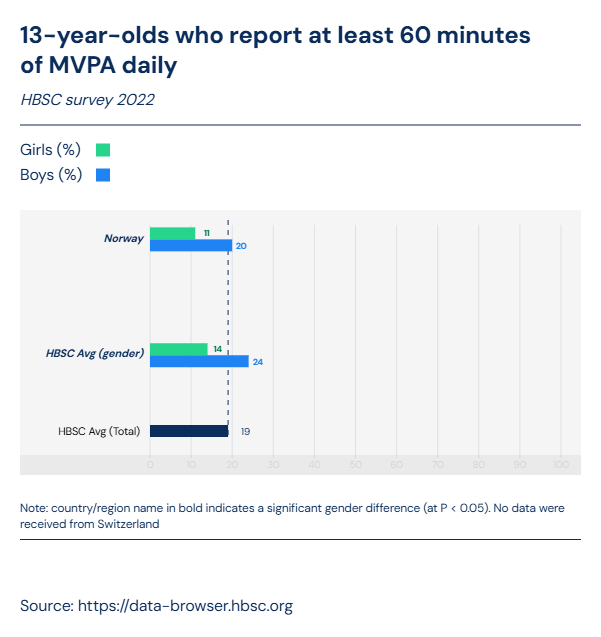 13-year-olds who report at least 60 minutes
of MVPA daily
HBSC survey 2022
Girls (%)
Boys (%)
Norway 11
20
HBSC Avg (gender) 14
24
HBSC Avg (Total) 19
0 10 20 30 40 50 60 70 80 90 100
Note: country/region name in bold indicates a significant gender difference (at P < 0.05). No data were
received from Switzerland
Source: https://data-browser.hbsc.org